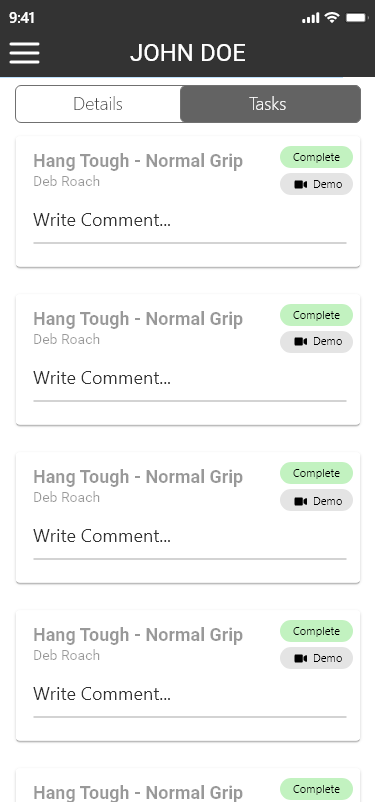 9:41
JOHN DOE
Details
Tasks
Hang Tough - Normal Grip
Complete
Deb Roach
Demo
Write Comment...
Hang Tough - Normal Grip
Complete
Deb Roach
Demo
Write Comment...
Hang Tough - Normal Grip
Complete
Deb Roach
Demo
Write Comment...
Hang Tough - Normal Grip
Complete
Deb Roach
Demo
Write Comment...
Hang Tough - Normal Grip
Complete